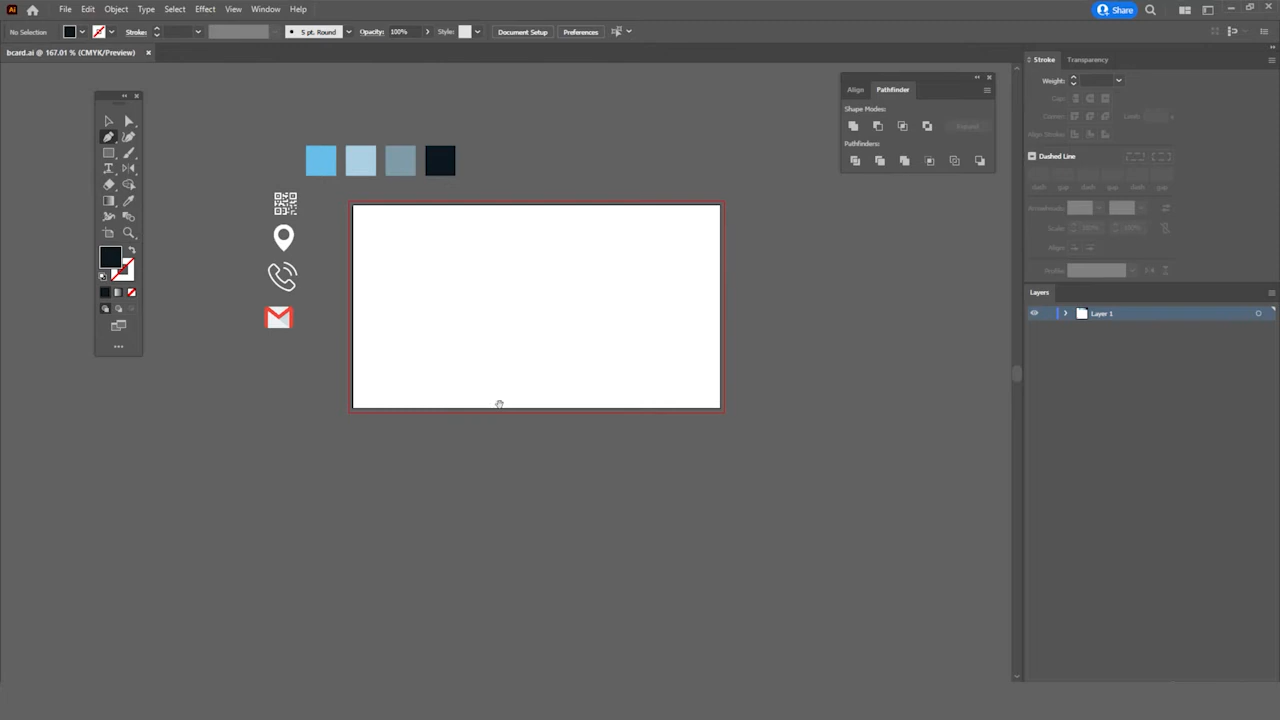 Ai File Edit Object Type Select Effect View Window Help Share
No Selection Stroke: 5 pt. Round Opacity: 100% Style: Document Setup Preferences
bcard.ai @ 167.01 % (CMYK/Preview)
Stroke Transparency
Weight:
Cap:
Corner: Limit:
Align Stroke:
Dashed Line
dash gap dash gap dash gap
Arrowheads:
Scale: 100% 100%
Align:
Profile:
Align Pathfinder
Shape Modes:
Expand
Pathfinders:
Layers
Layer 1
T